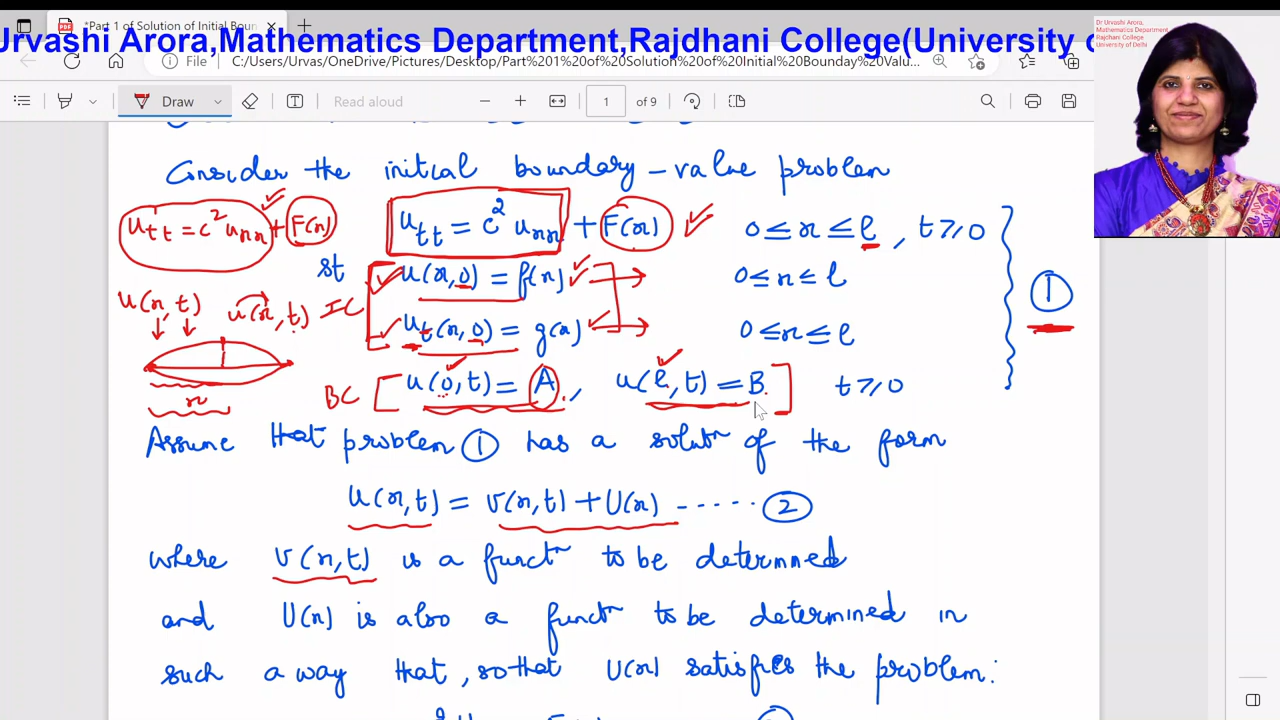 *Part 1 of Solution of Initial Boun
Urvashi Arora,Mathematics Department,Rajdhani College(University o
File C:/Users/Urvas/OneDrive/Pictures/Desktop/Part%201%20of%20Solution%20of%20Initial%20Bounday%20Valu...
Draw Read aloud 1 of 9
Dr Urvashi Arora,
Mathematics Department
Rajdhani College
University of Delhi
Consider the initial boundary-value problem
u_tt = c² u_xx + F(x)
u_tt = c² u_xx + F(x) 0≤x≤l, t≥0
st u(x,0) = f(x) 0≤x≤l
u(x,t) u(x,t) IC u_t(x,0) = g(x) 0≤x≤l ①
x
BC u(0,t) = A, u(l,t) = B t≥0
Assume that problem ① has a solutn of the form
u(x,t) = v(x,t) + U(x) ----- ②
where v(x,t) is a functn to be determned
and U(x) is also a functn to be determined in
such a way that, so that U(x) satisfies the problem: